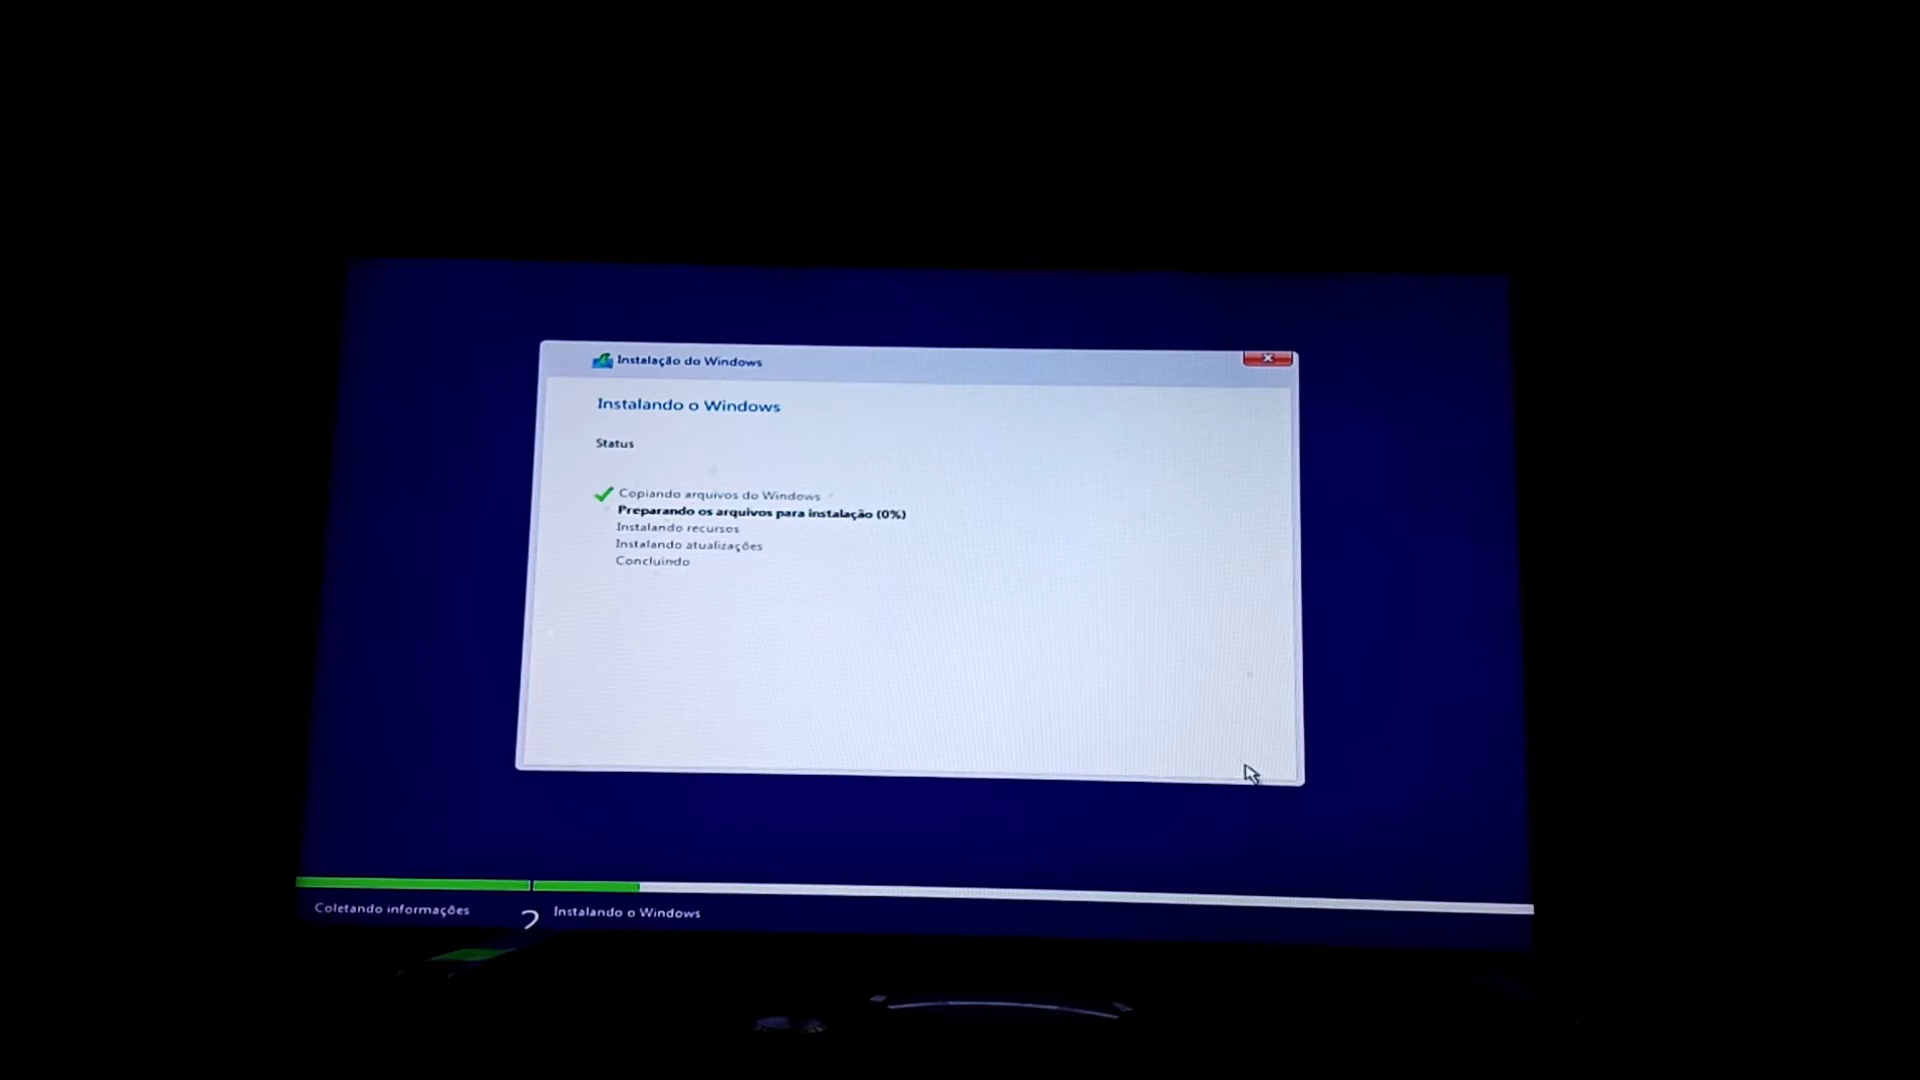 Instalação do Windows
Instalando o Windows
Status
Copiando arquivos do Windows
Preparando os arquivos para instalação (0%)
Instalando recursos
Instalando atualizações
Concluindo
Coletando informações
2 Instalando o Windows